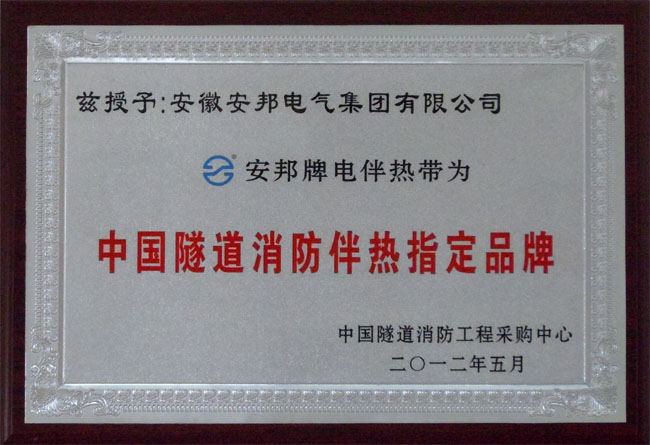 兹授予:安徽安邦电气集团有限公司
安邦牌电伴热带为
中国隧道消防伴热指定品牌
中国隧道消防工程采购中心
二〇一二年五月